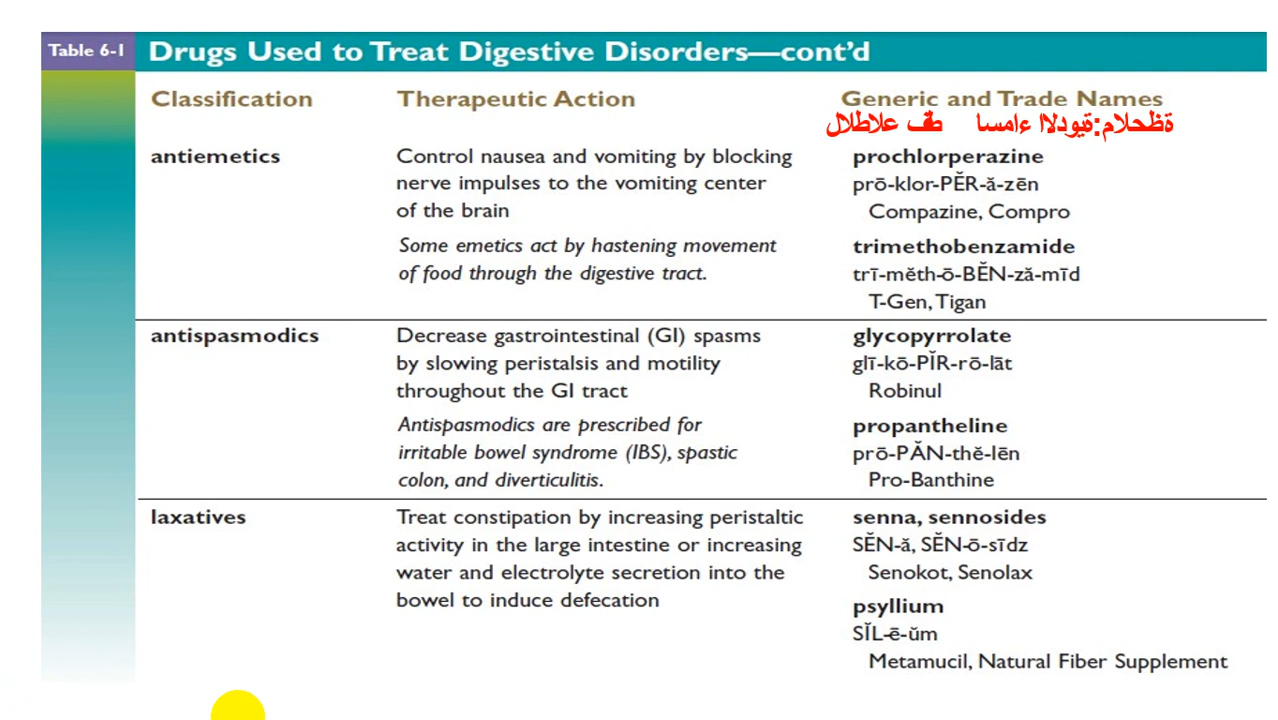 Table 6-1 Drugs Used to Treat Digestive Disorders—cont'd
Classification Therapeutic Action Generic and Trade Names
ةظحلام:ةيودلاا ءامسا طقف علاطلال
antiemetics Control nausea and vomiting by blocking prochlorperazine
nerve impulses to the vomiting center prō-klor-PĔR-ă-zēn
of the brain Compazine, Compro
Some emetics act by hastening movement trimethobenzamide
of food through the digestive tract. trī-mĕth-ō-BĔN-ză-mīd
T-Gen, Tigan
antispasmodics Decrease gastrointestinal (GI) spasms glycopyrrolate
by slowing peristalsis and motility glī-kō-PĬR-rō-lāt
throughout the GI tract Robinul
Antispasmodics are prescribed for propantheline
irritable bowel syndrome (IBS), spastic prō-PĂN-thĕ-lēn
colon, and diverticulitis. Pro-Banthine
laxatives Treat constipation by increasing peristaltic senna, sennosides
activity in the large intestine or increasing SĔN-ă, SĔN-ō-sīdz
water and electrolyte secretion into the Senokot, Senolax
bowel to induce defecation psyllium
SĬL-ē-ŭm
Metamucil, Natural Fiber Supplement